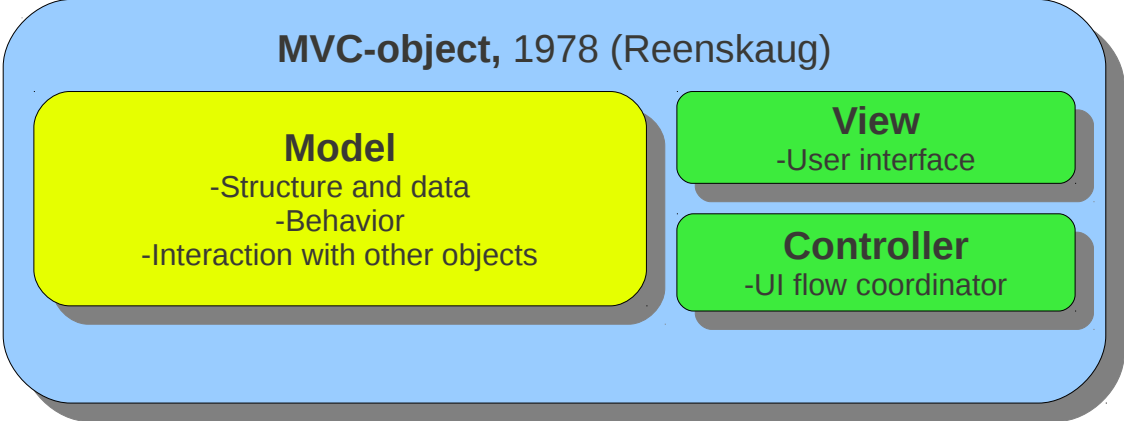 MVC-object, 1978 (Reenskaug)
Model
-Structure and data
-Behavior
-Interaction with other objects
View
-User interface
Controller
-UI flow coordinator